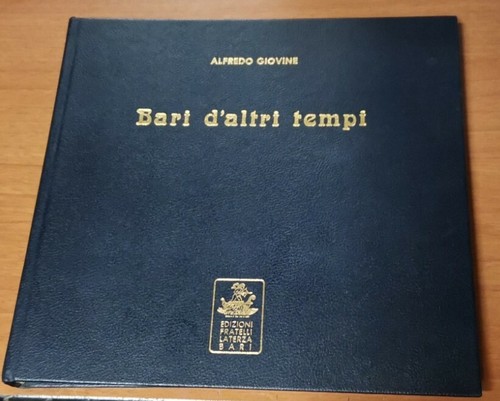 ALFREDO GIOVINE
Bari d'altri tempi
EDIZIONI
FRATELLI
LATERZA
BARI